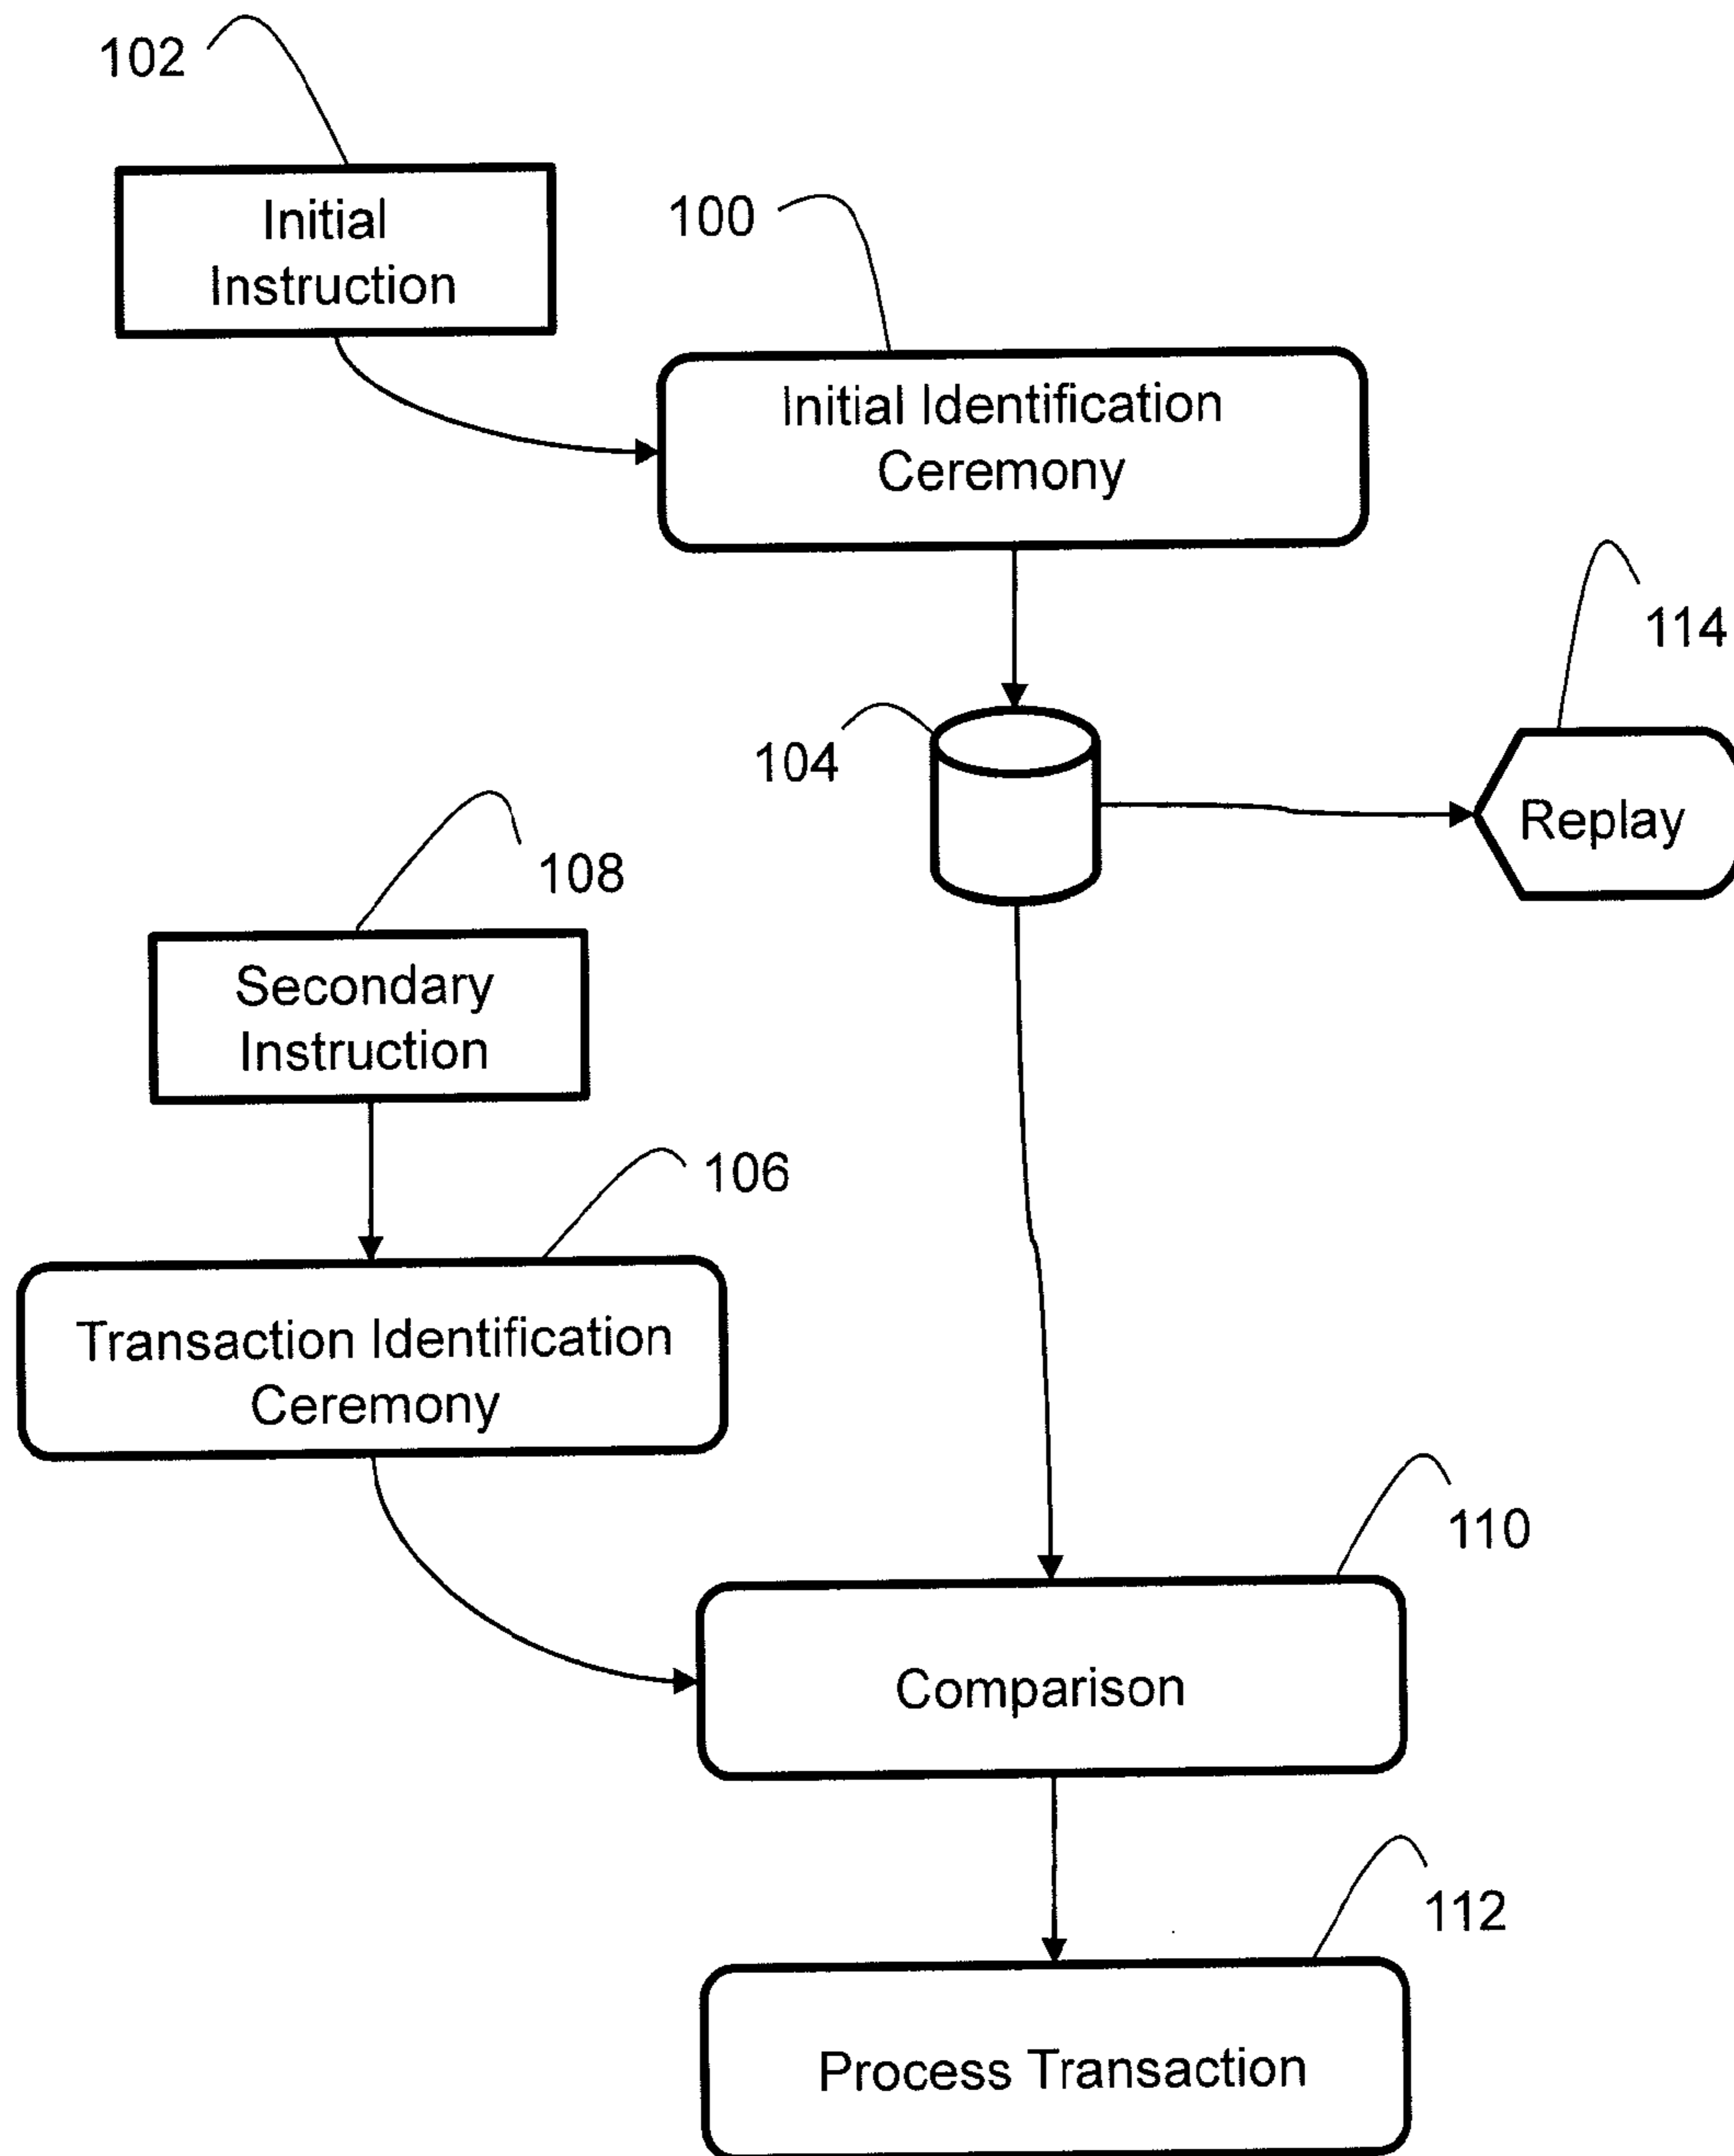 102
Initial
Instruction
100
Initial Identification
Ceremony
114
104
Replay
108
Secondary
Instruction
106
Transaction Identification
Ceremony
110
Comparison
112
Process Transaction